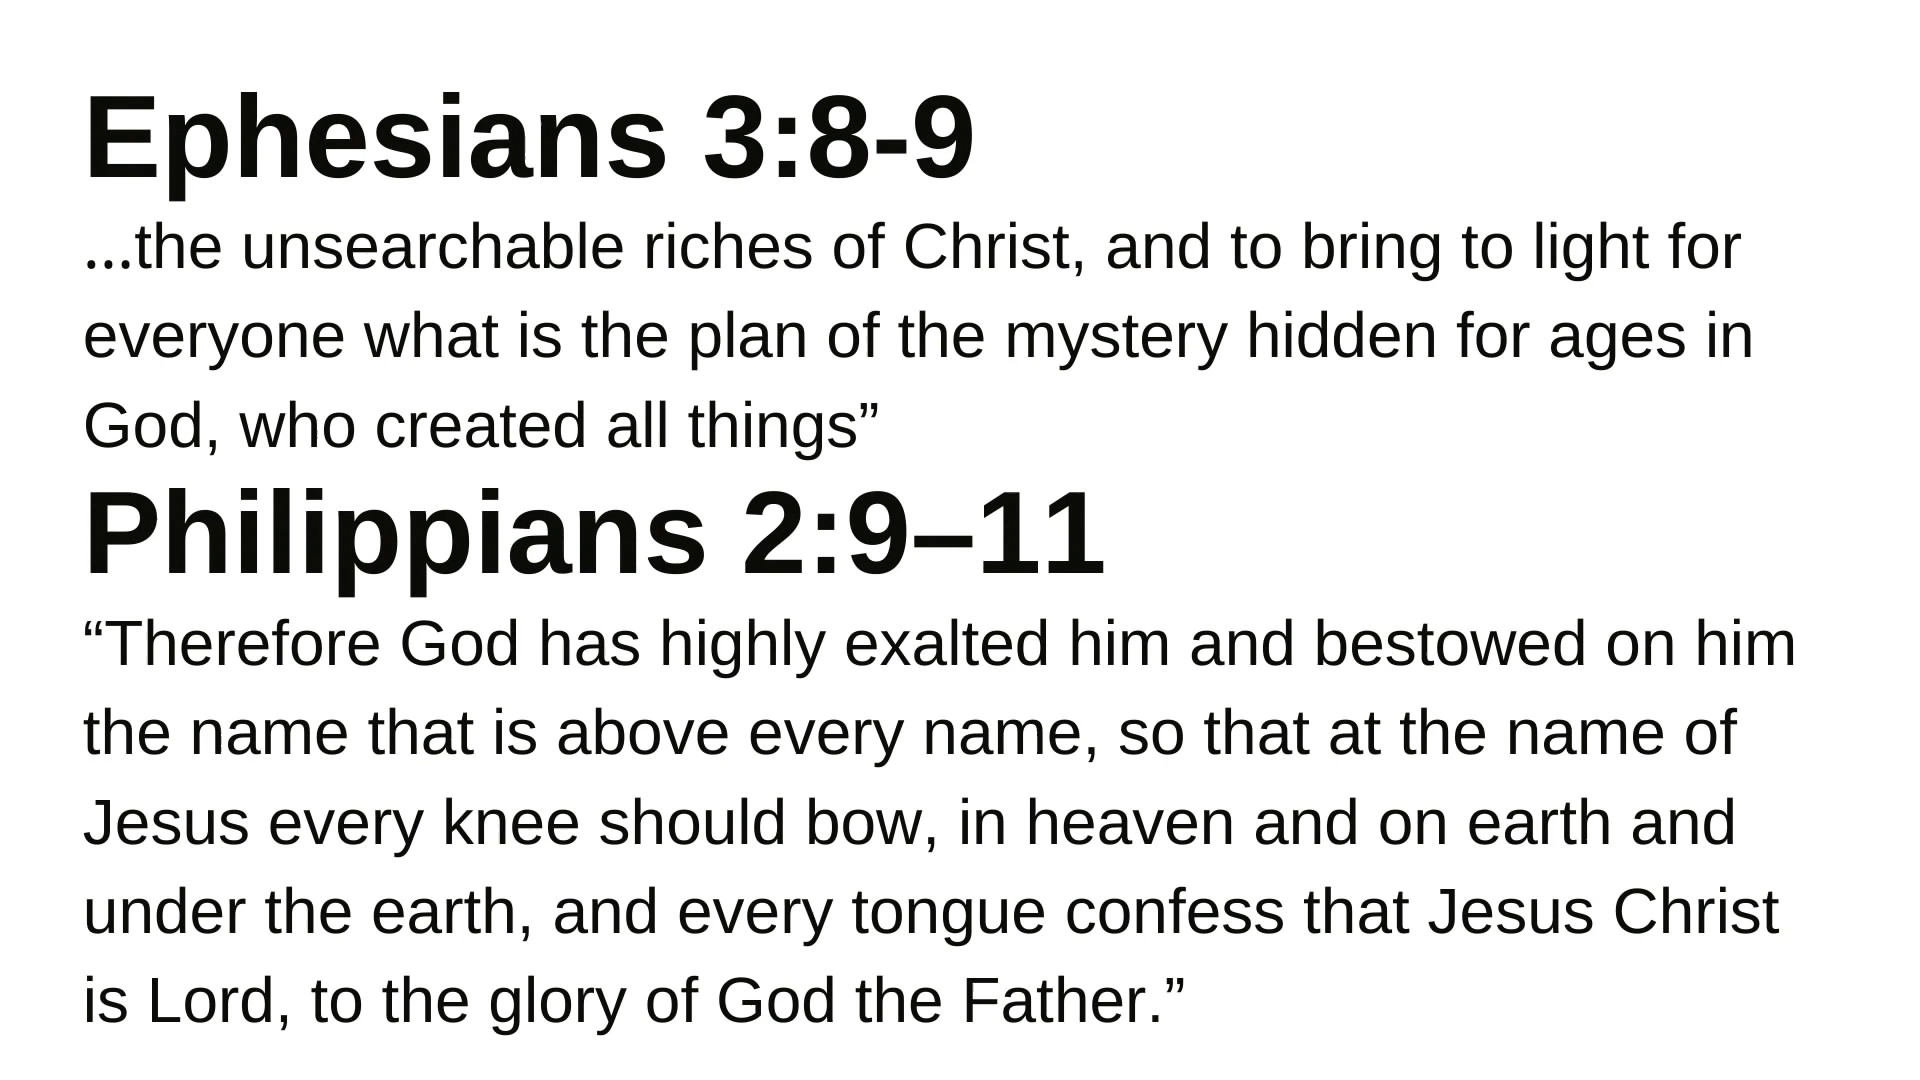 Ephesians 3:8-9
...the unsearchable riches of Christ, and to bring to light for
everyone what is the plan of the mystery hidden for ages in
God, who created all things”
Philippians 2:9–11
“Therefore God has highly exalted him and bestowed on him
the name that is above every name, so that at the name of
Jesus every knee should bow, in heaven and on earth and
under the earth, and every tongue confess that Jesus Christ
is Lord, to the glory of God the Father.”